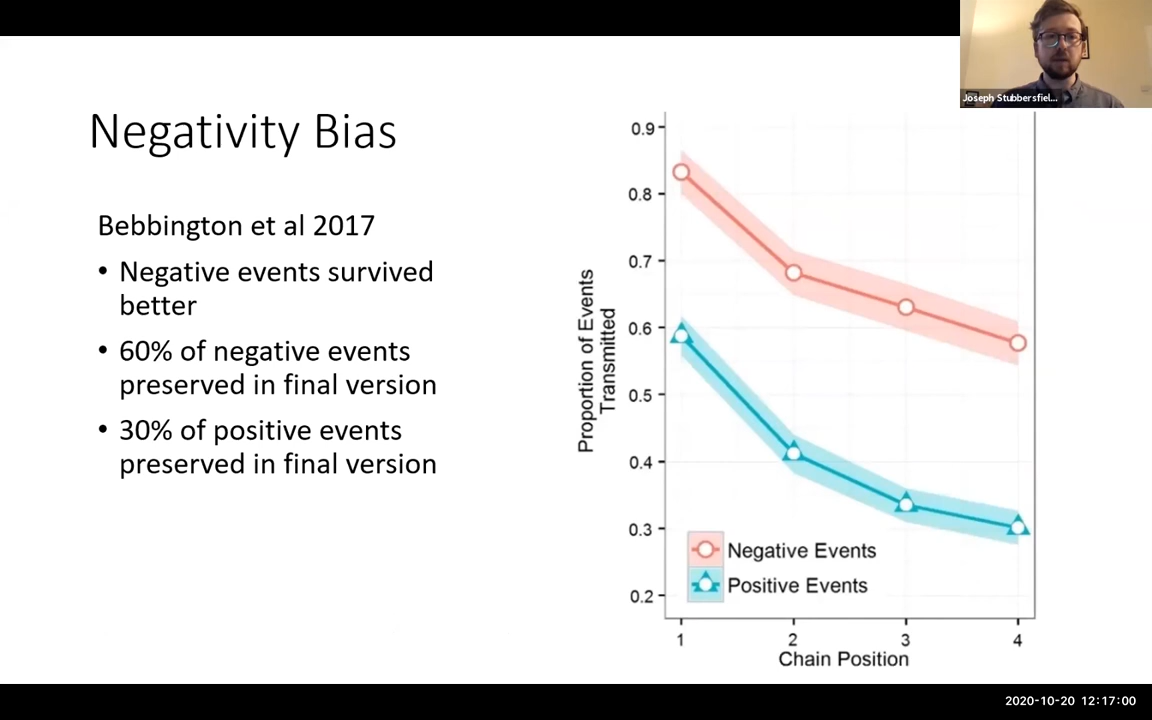 Joseph Stubbersfiel...
Negativity Bias
Bebbington et al 2017
• Negative events survived
better
• 60% of negative events
preserved in final version
• 30% of positive events
preserved in final version
Proportion of Events
Transmitted
0.9
0.8
0.7
0.6
0.5
0.4
0.3
0.2
Negative Events
Positive Events
1 2 3 4
Chain Position
2020-10-20 12:17:00